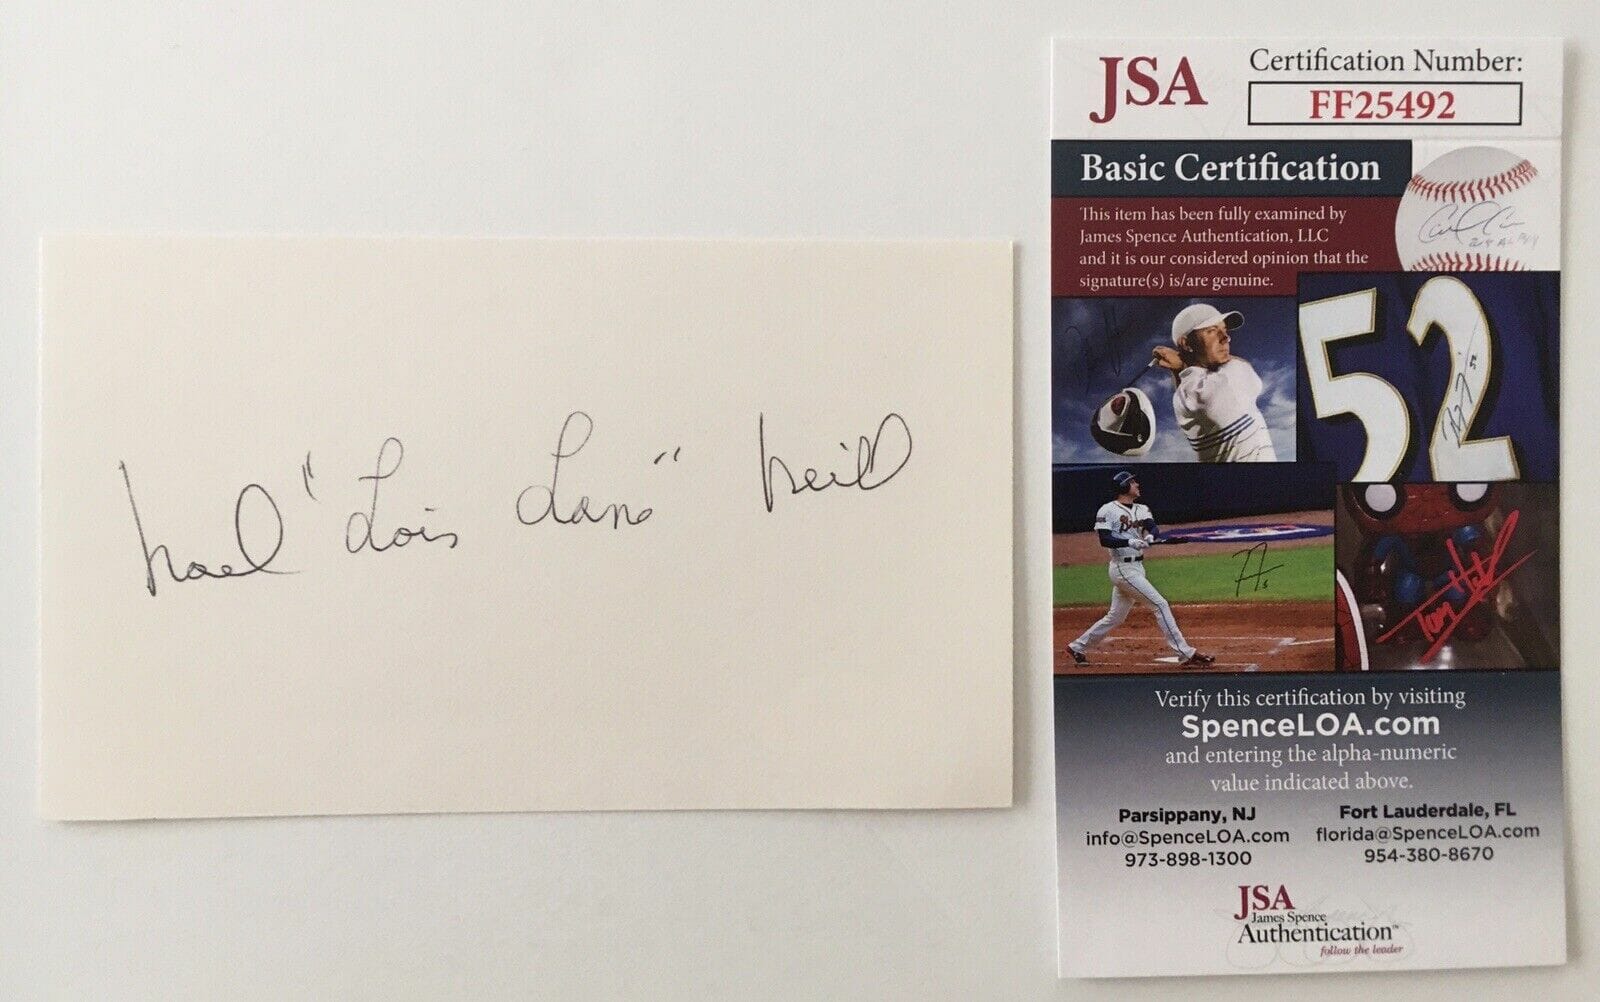 Noel "Lois Lane" Neill
JSA
Certification Number:
FF25492
Basic Certification
This item has been fully examined by
James Spence Authentication, LLC
and it is our considered opinion that the
signature(s) is/are genuine.
52
Verify this certification by visiting
SpenceLOA.com
and entering the alpha-numeric
value indicated above.
Parsippany, NJ
info@SpenceLOA.com
973-898-1300
Fort Lauderdale, FL
florida@SpenceLOA.com
954-380-8670
JSA
James Spence
Authentication™
follow the leader